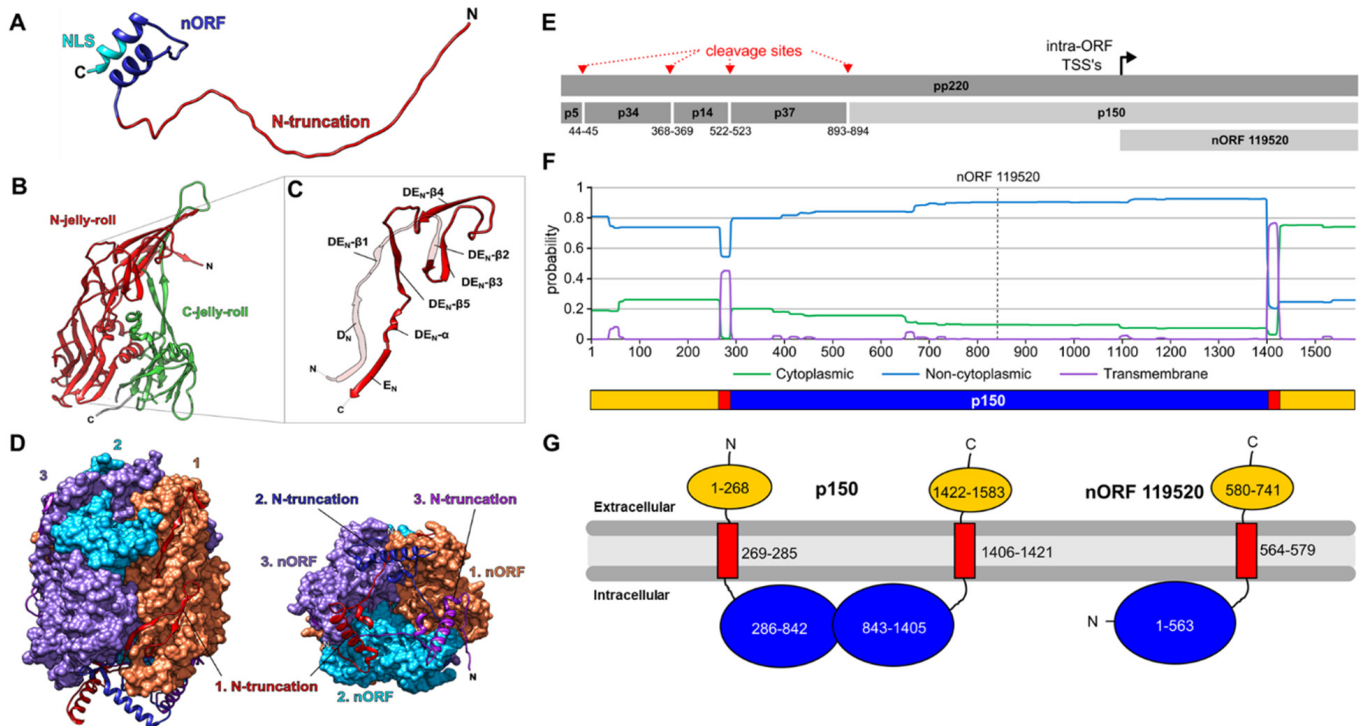 A
nORF
NLS
C
N
N-truncation
B
N-jelly-roll
N
C-jelly-roll
C
C
DEN-β4
DEN-β1
DEN-β2
DEN-β3
DEN-β5
DN
DEN-α
N
EN
C
D
2
3
1
2. N-truncation
3. N-truncation
3. nORF
1. nORF
1. N-truncation
2. nORF
N
E
cleavage sites
intra-ORF
TSS's
pp220
p5 p34 p14 p37 p150
44-45 368-369 522-523 893-894
nORF 119520
F
nORF 119520
1
0.8
0.6
0.4
0.2
0
probability
1 100 200 300 400 500 600 700 800 900 1000 1100 1200 1300 1400 1500
Cytoplasmic Non-cytoplasmic Transmembrane
p150
G
N C C
1-268 p150 1422-1583 nORF 119520 580-741
Extracellular
269-285 1406-1421 564-579
Intracellular
286-842 843-1405 N 1-563